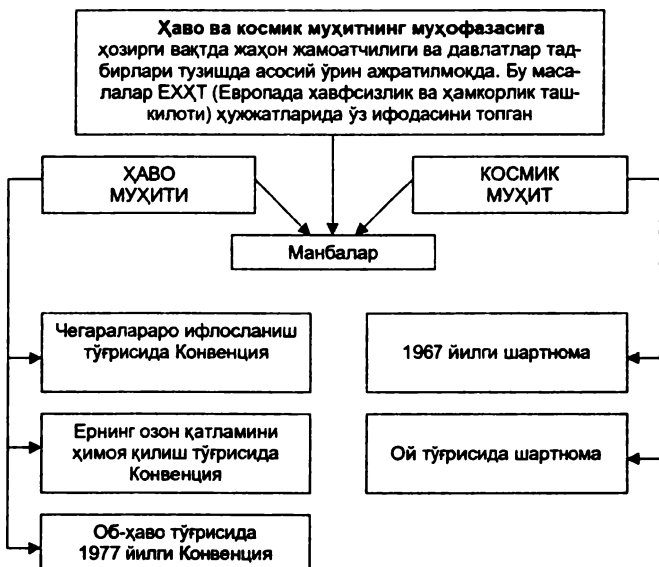 Ҳаво ва космик муҳитнинг муҳофазасига
ҳозирги вақтда жаҳон жамоатчилиги ва давлатлар тад-
бирлари тузишда асосий ўрин ажратилмоқда. Бу маса-
лалар ЕХҲТ (Европада хавфсизлик ва ҳамкорлик таш-
килоти) ҳужжатларида ўз ифодасини топган
ҲАВО
МУҲИТИ
КОСМИК
МУҲИТ
Манбалар
Чегаралараро ифлосланиш
тўғрисида Конвенция
1967 йилги шартнома
Ернинг озон қатламини
ҳимоя қилиш тўғрисида
Конвенция
Ой тўғрисида шартнома
Об-ҳаво тўғрисида
1977 йилги Конвенция